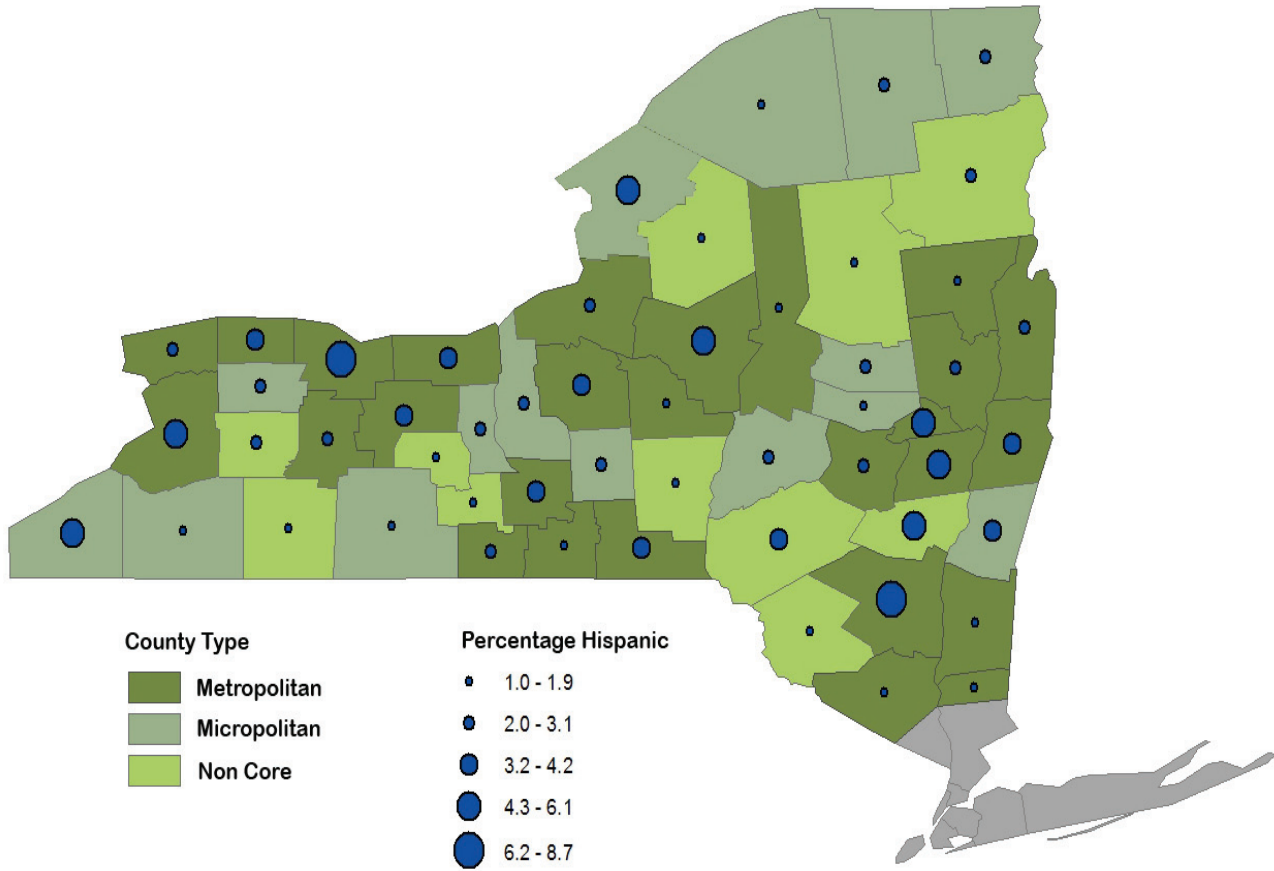 County Type
Metropolitan
Micropolitan
Non Core
Percentage Hispanic
1.0 - 1.9
2.0 - 3.1
3.2 - 4.2
4.3 - 6.1
6.2 - 8.7